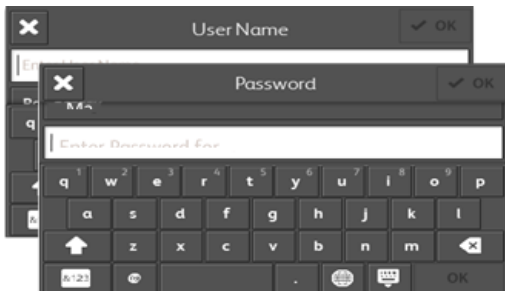 User Name
OK
Password
OK
Enter Password for
q 1 w 2 e 3 r 4 t 5 y 6 u 7 i 8 o 9 p
a s d f g h j k l
z x c v b n m
&123 @ . OK
q